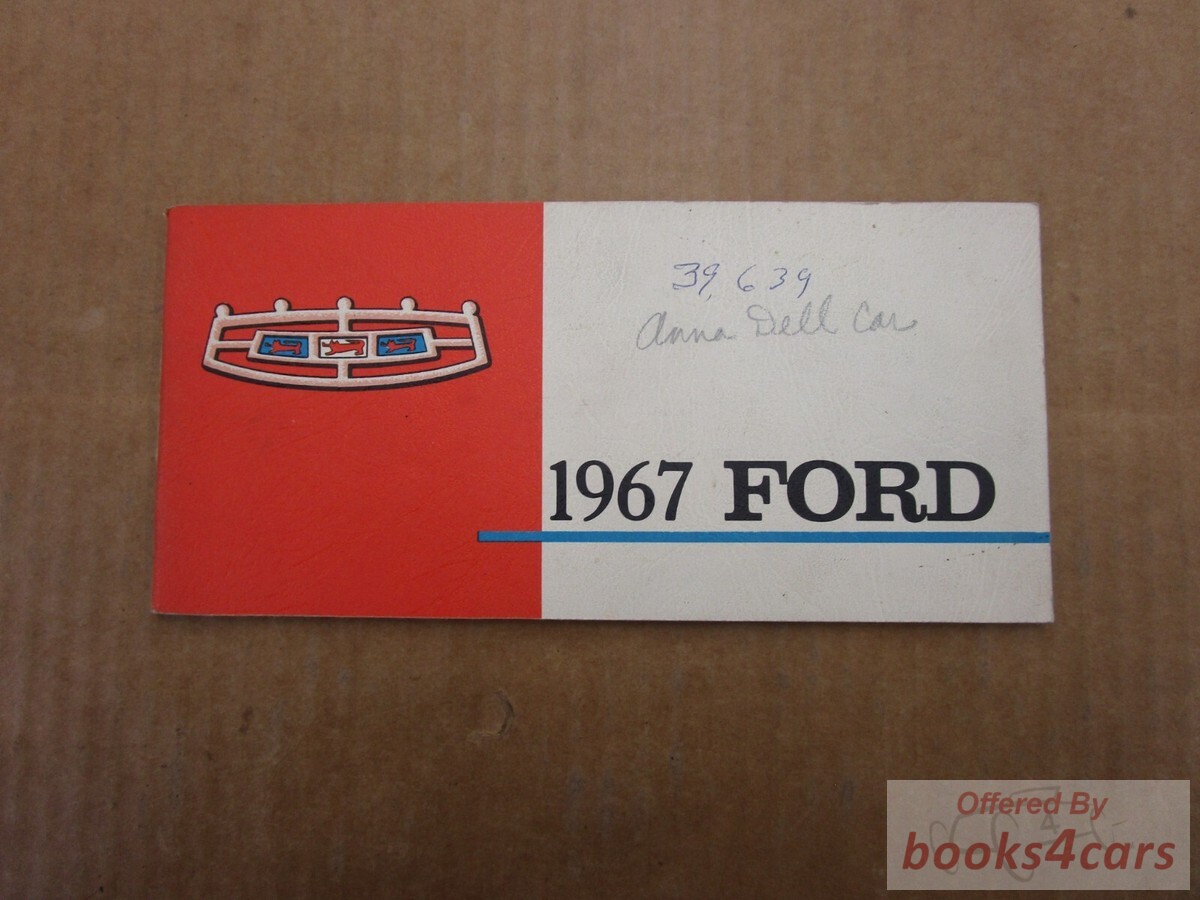 39,639
Anna Dell Car
1967 FORD
Offered By
books4cars